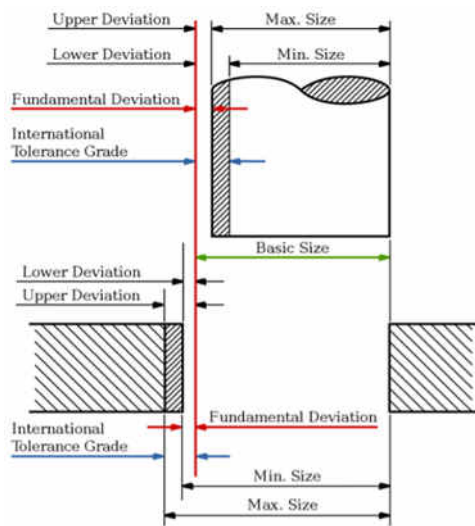 Upper Deviation
Max. Size
Lower Deviation
Min. Size
Fundamental Deviation
International
Tolerance Grade
Basic Size
Lower Deviation
Upper Deviation
Fundamental Deviation
International
Tolerance Grade
Min. Size
Max. Size